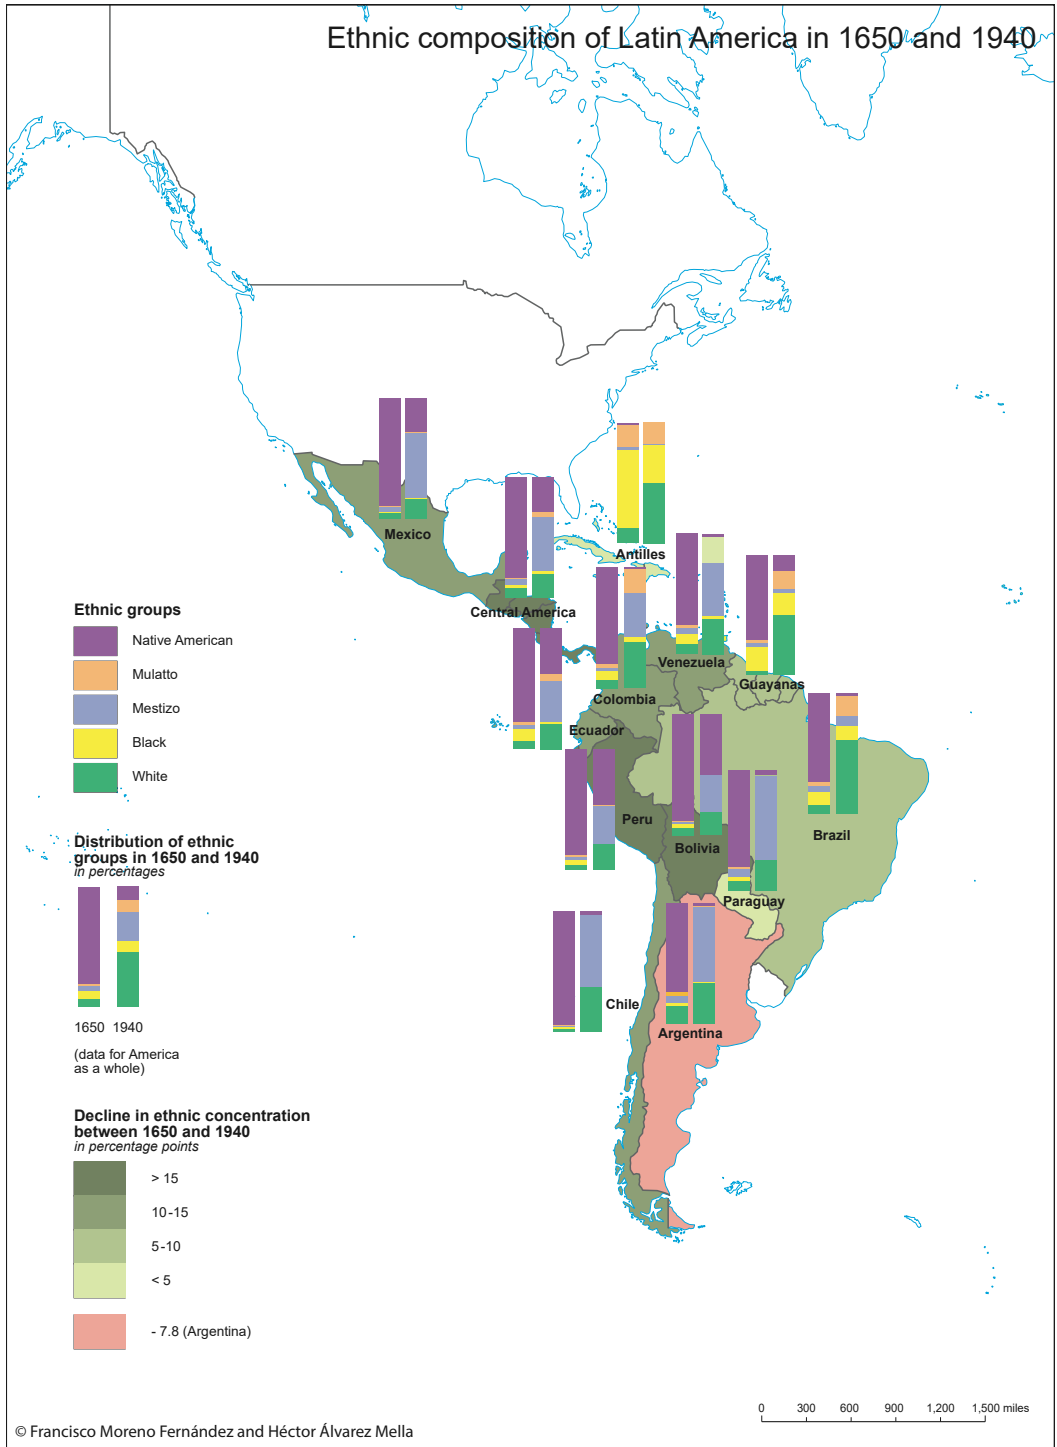 Ethnic composition of Latin America in 1650 and 1940
Mexico
Antilles
Central America
Venezuela
Guayanas
Colombia
Ecuador
Peru
Bolivia
Brazil
Paraguay
Chile
Argentina
Ethnic groups
Native American
Mulatto
Mestizo
Black
White
Distribution of ethnic
groups in 1650 and 1940
in percentages
1650 1940
(data for America
as a whole)
Decline in ethnic concentration
between 1650 and 1940
in percentage points
> 15
10-15
5-10
< 5
- 7.8 (Argentina)
0 300 600 900 1,200 1,500 miles
© Francisco Moreno Fernández and Héctor Álvarez Mella